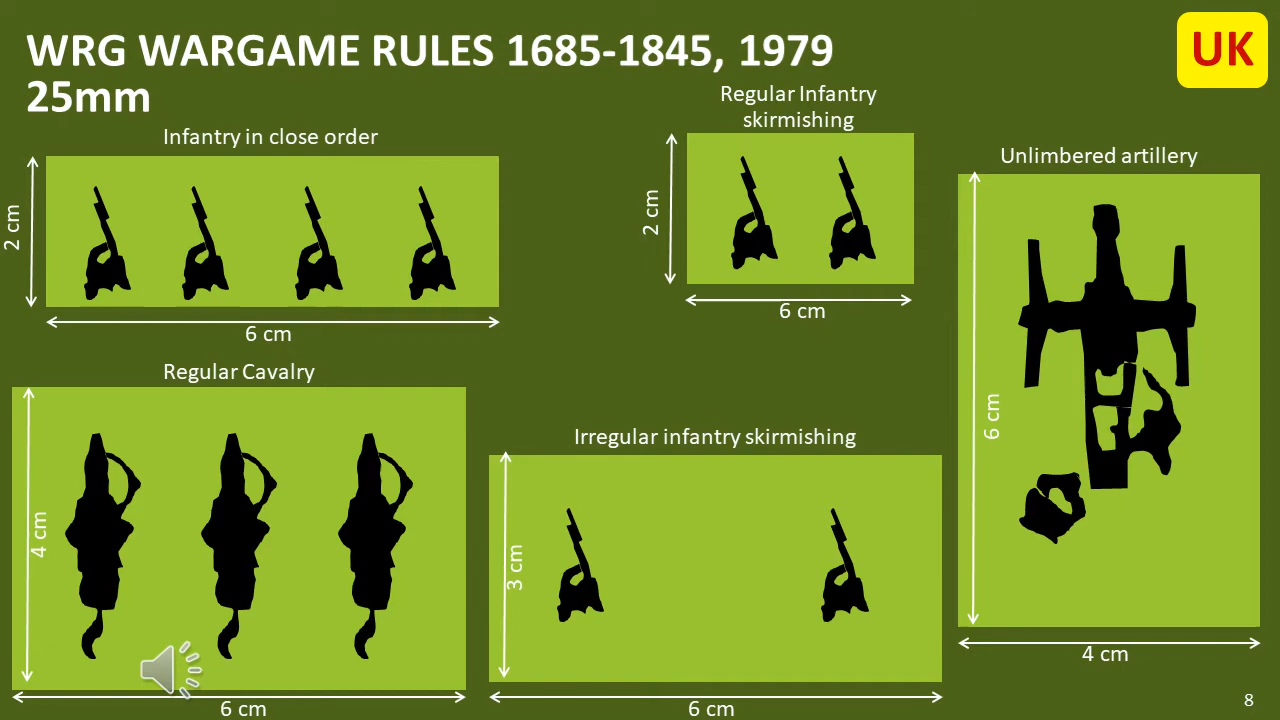 WRG WARGAME RULES 1685-1845, 1979
25mm
UK
Infantry in close order
2 cm
6 cm
Regular Infantry
skirmishing
2 cm
6 cm
Unlimbered artillery
6 cm
4 cm
Regular Cavalry
4 cm
6 cm
Irregular infantry skirmishing
3 cm
6 cm
8